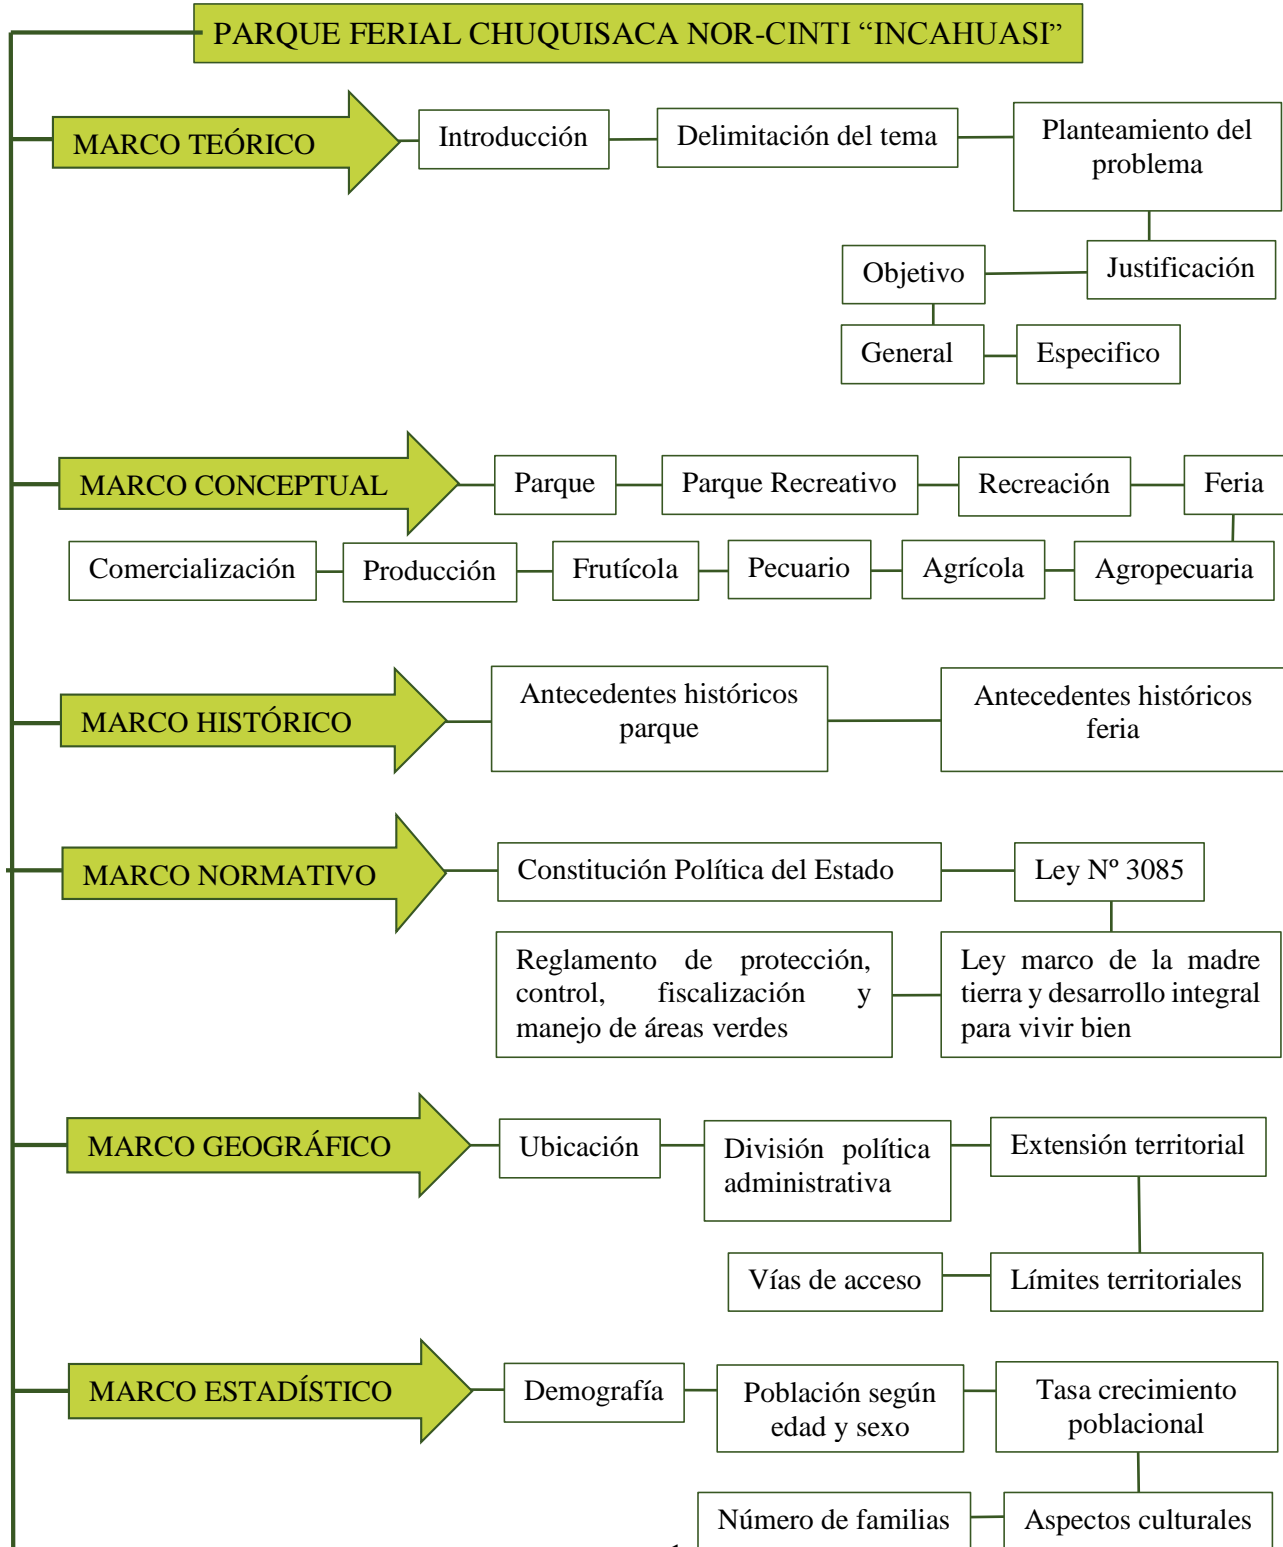 PARQUE FERIAL CHUQUISACA NOR-CINTI “INCAHUASI”
MARCO TEÓRICO
Introducción
Delimitación del tema
Planteamiento del
problema
Justificación
Objetivo
General
Especifico
MARCO CONCEPTUAL
Parque
Parque Recreativo
Recreación
Feria
Agropecuaria
Agrícola
Pecuario
Frutícola
Producción
Comercialización
MARCO HISTÓRICO
Antecedentes históricos
parque
Antecedentes históricos
feria
MARCO NORMATIVO
Constitución Política del Estado
Ley Nº 3085
Ley marco de la madre
tierra y desarrollo integral
para vivir bien
Reglamento de protección,
control, fiscalización y
manejo de áreas verdes
MARCO GEOGRÁFICO
Ubicación
División política
administrativa
Extensión territorial
Límites territoriales
Vías de acceso
MARCO ESTADÍSTICO
Demografía
Población según
edad y sexo
Tasa crecimiento
poblacional
Aspectos culturales
Número de familias